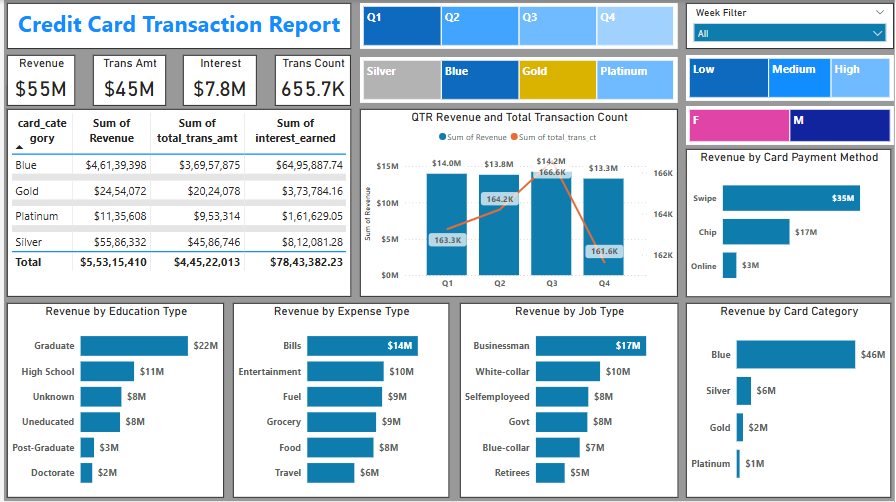 Credit Card Transaction Report
Q1 Q2 Q3 Q4
Week Filter
All
Revenue
$55M
Trans Amt
$45M
Interest
$7.8M
Trans Count
655.7K
Silver Blue Gold Platinum
Low Medium High
F M
card_cate
gory
Sum of
Revenue
Sum of
total_trans_amt
Sum of
interest_earned
Blue $4,61,39,398 $3,69,57,875 $64,95,887.74
Gold $24,54,072 $20,24,078 $3,73,784.16
Platinum $11,35,608 $9,53,314 $1,61,629.05
Silver $55,86,332 $45,86,746 $8,12,081.28
Total $5,53,15,410 $4,45,22,013 $78,43,382.23
QTR Revenue and Total Transaction Count
Sum of Revenue Sum of total_trans_ct
Sum of Revenue
$15M
$10M
$5M
$0M
$14.0M $13.8M $14.2M $13.3M
163.3K 164.2K 166.6K 161.6K
166K
164K
162K
Q1 Q2 Q3 Q4
Revenue by Card Payment Method
Swipe $35M
Chip $17M
Online $3M
Revenue by Education Type
Graduate $22M
High School $11M
Unknown $8M
Uneducated $8M
Post-Graduate $3M
Doctorate $2M
Revenue by Expense Type
Bills $14M
Entertainment $10M
Fuel $9M
Grocery $9M
Food $8M
Travel $6M
Revenue by Job Type
Businessman $17M
White-collar $10M
Selfemployeed $8M
Govt $8M
Blue-collar $7M
Retirees $5M
Revenue by Card Category
Blue $46M
Silver $6M
Gold $2M
Platinum $1M